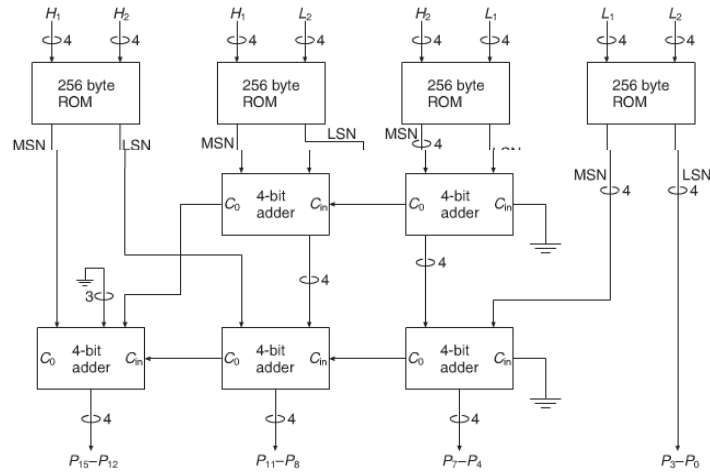 H₁ H₂ H₁ L₂ H₂ L₁ L₁ L₂
4 4 4 4 4 4 4 4
256 byte 256 byte 256 byte 256 byte
ROM ROM ROM ROM
MSN LSN MSN LSN MSN
4
MSN LSN
4 4
C₀ 4-bit adder Cin C₀ 4-bit adder Cin
4 4
3
C₀ 4-bit adder Cin C₀ 4-bit adder Cin C₀ 4-bit adder Cin
4 4 4
P₁₅–P₁₂ P₁₁–P₈ P₇–P₄ P₃–P₀